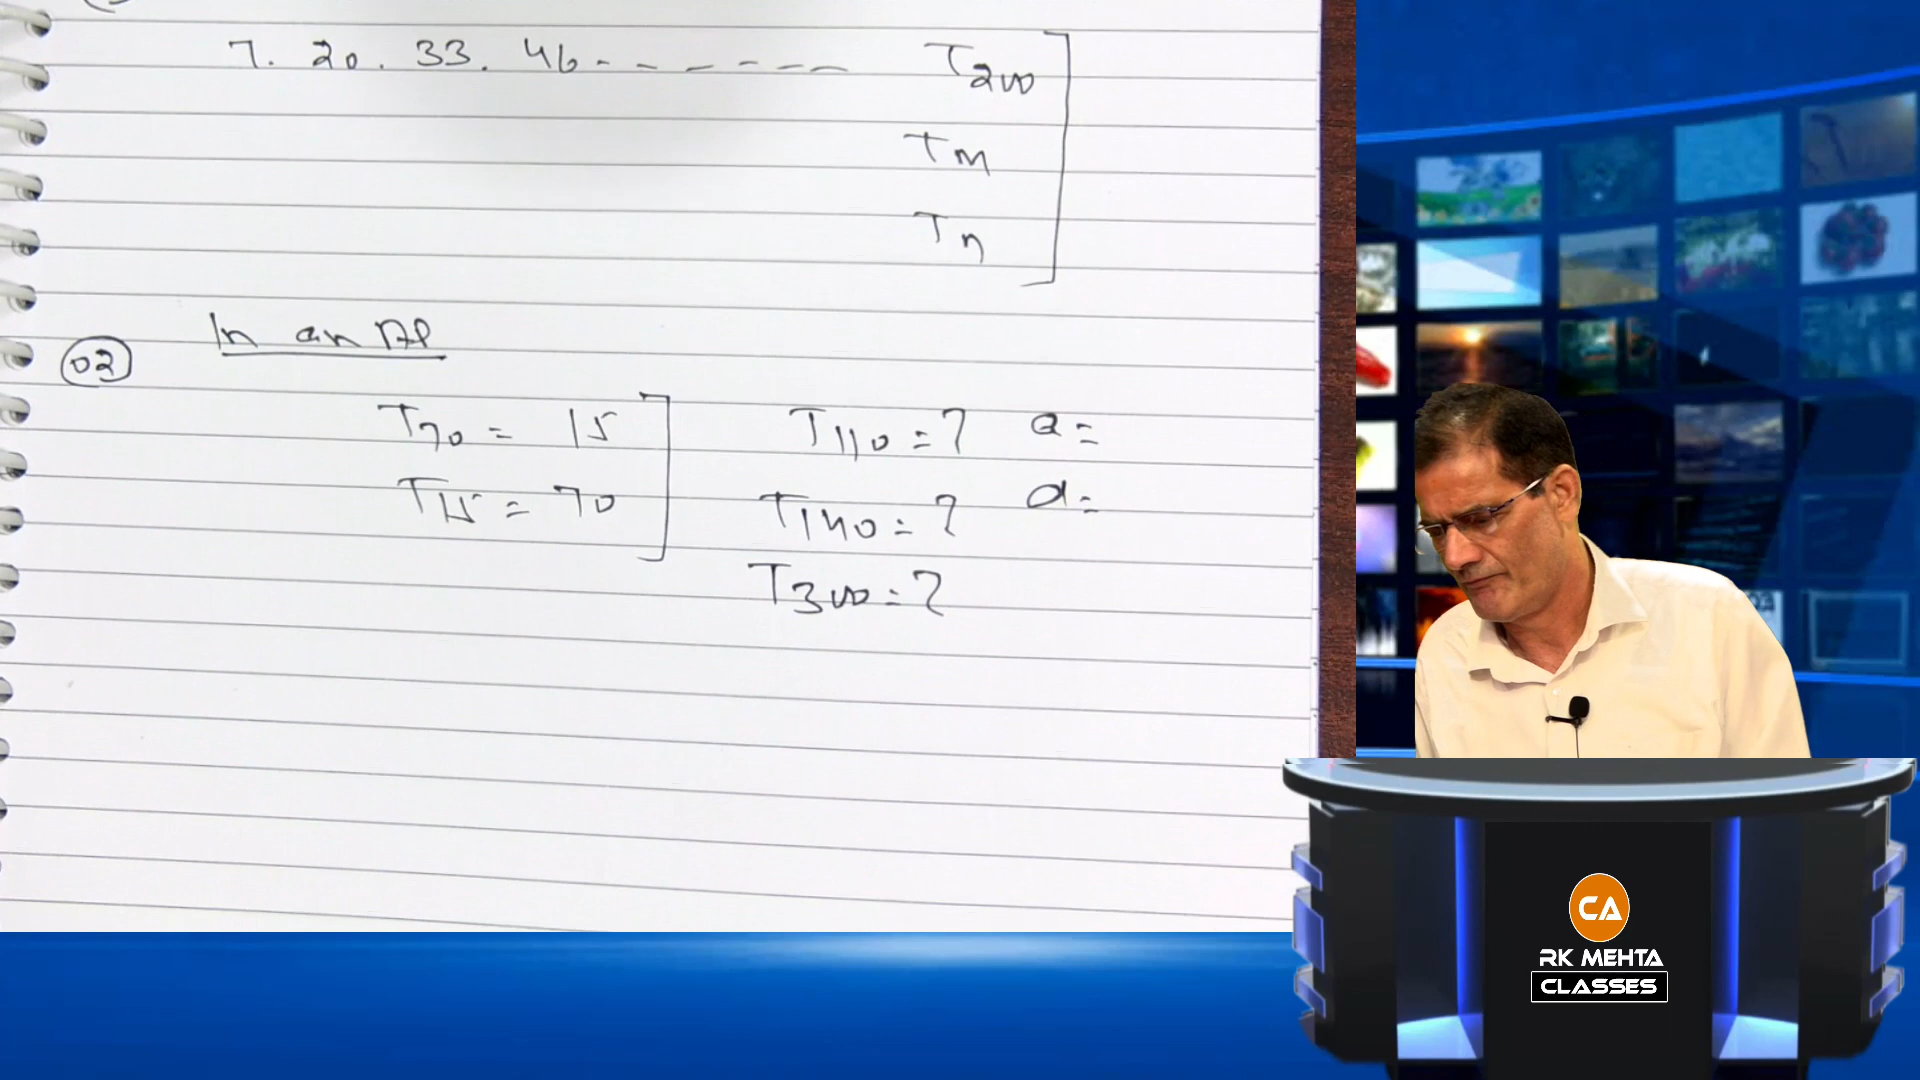 7. 20. 33. 46 - - - - - - T200
Tm
Tn
02 In an AP
T70 = 15 T110 = ? a =
T15 = 70 T140 = ? d =
T300 = ?
CA
RK MEHTA
CLASSES